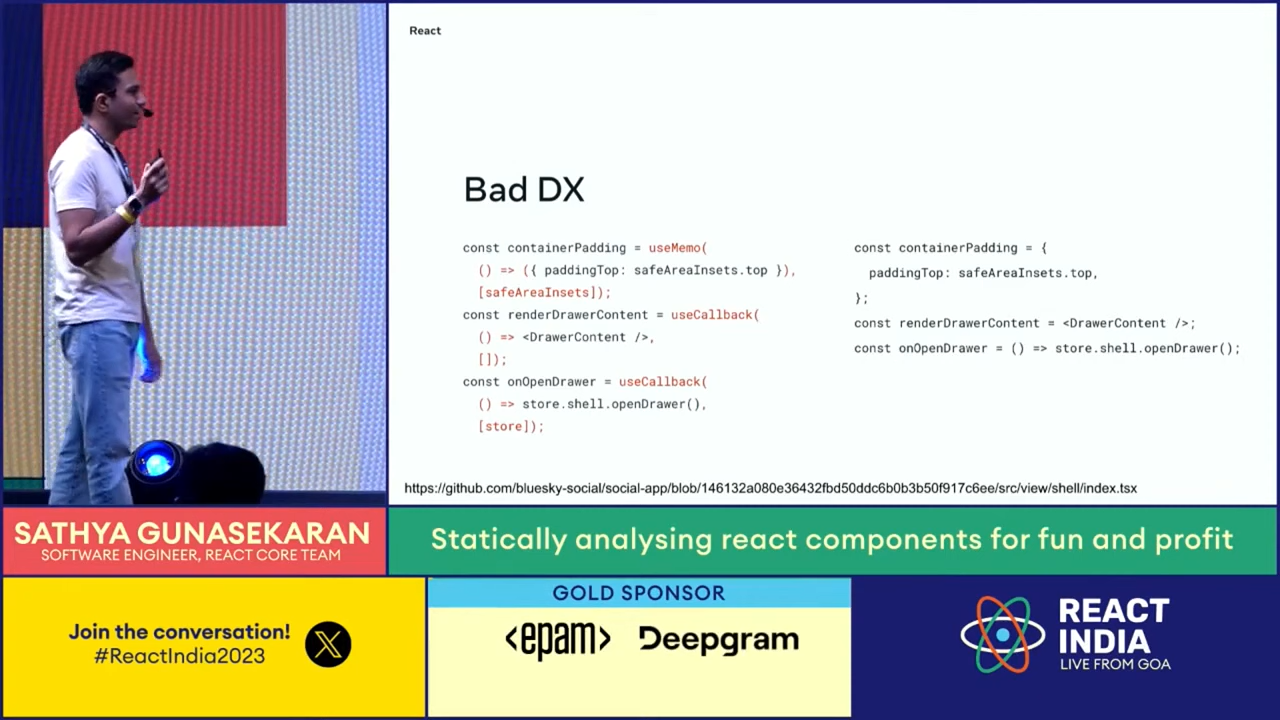 React
Bad DX
const containerPadding = useMemo(
() => ({ paddingTop: safeAreaInsets.top }),
[safeAreaInsets]);
const renderDrawerContent = useCallback(
() => <DrawerContent />,
[]);
const onOpenDrawer = useCallback(
() => store.shell.openDrawer(),
[store]);
const containerPadding = {
paddingTop: safeAreaInsets.top,
};
const renderDrawerContent = <DrawerContent />;
const onOpenDrawer = () => store.shell.openDrawer();
https://github.com/bluesky-social/social-app/blob/146132a080e36432fbd50ddc6b0b3b50f917c6ee/src/view/shell/index.tsx
SATHYA GUNASEKARAN
SOFTWARE ENGINEER, REACT CORE TEAM
Statically analysing react components for fun and profit
Join the conversation!
#ReactIndia2023
X
GOLD SPONSOR
<epam>
Deepgram
REACT
INDIA
LIVE FROM GOA